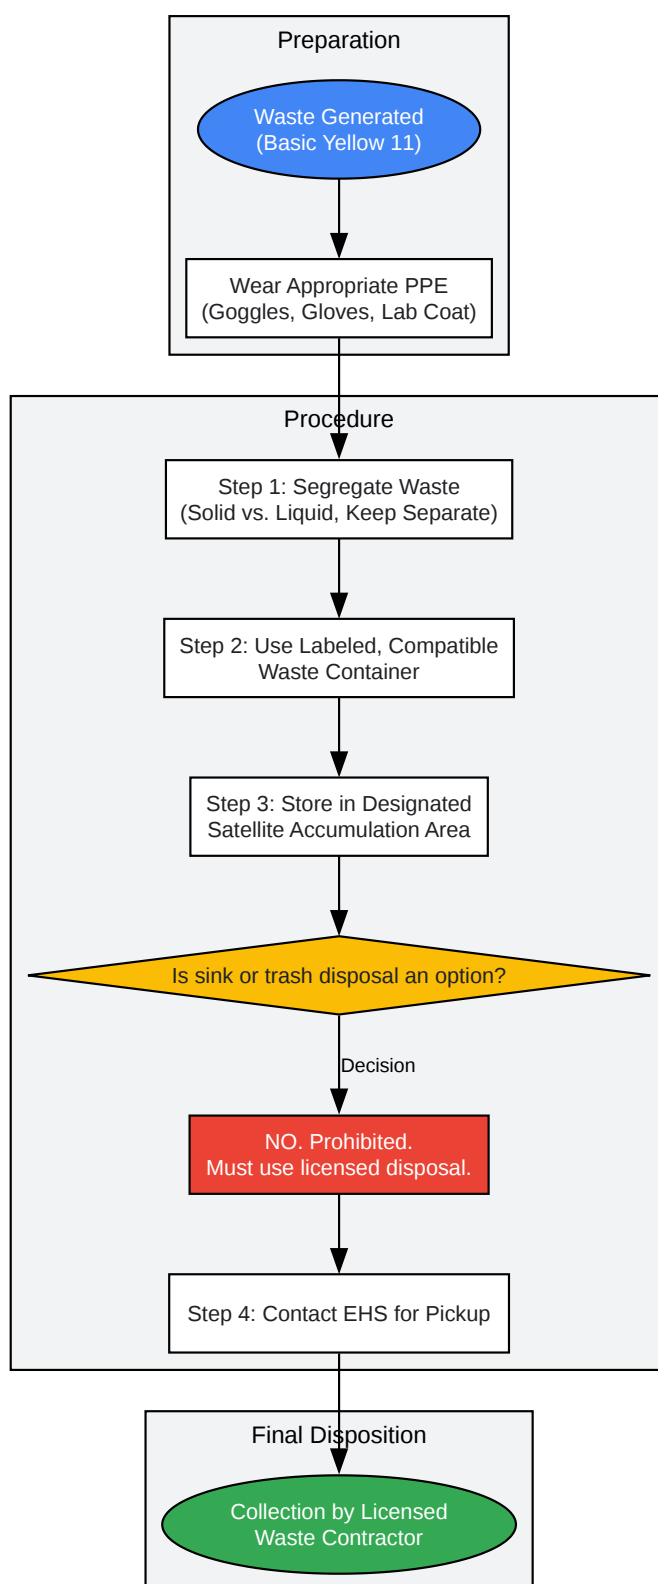 Preparation
Waste Generated
(Basic Yellow 11)
Wear Appropriate PPE
(Goggles, Gloves, Lab Coat)
Procedure
Step 1: Segregate Waste
(Solid vs. Liquid, Keep Separate)
Step 2: Use Labeled, Compatible
Waste Container
Step 3: Store in Designated
Satellite Accumulation Area
Is sink or trash disposal an option?
Decision
NO. Prohibited.
Must use licensed disposal.
Step 4: Contact EHS for Pickup
Final Disposition
Collection by Licensed
Waste Contractor